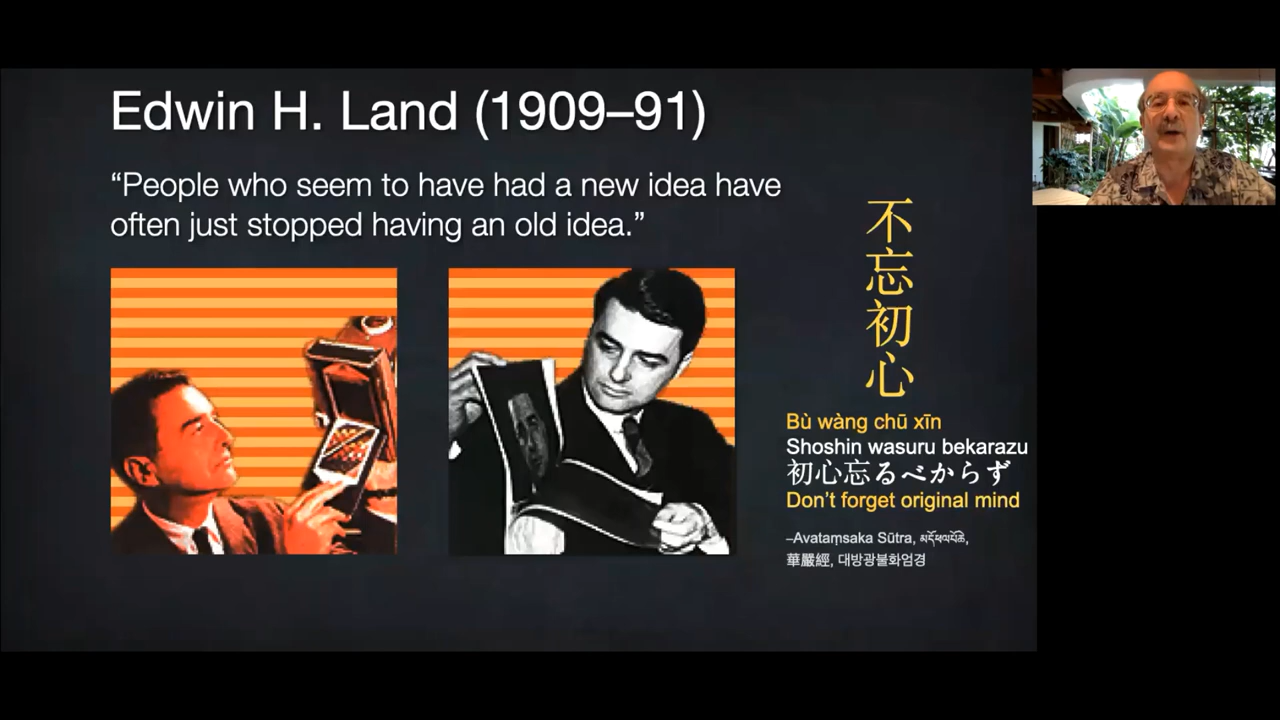 Edwin H. Land (1909–91)
“People who seem to have had a new idea have
often just stopped having an old idea.”
不忘初心
Bù wàng chū xīn
Shoshin wasuru bekarazu
初心忘るべからず
Don’t forget original mind
–Avataṃsaka Sūtra, མདོ་ཕལ་པོ་ཆེ,
華嚴經, 대방광불화엄경